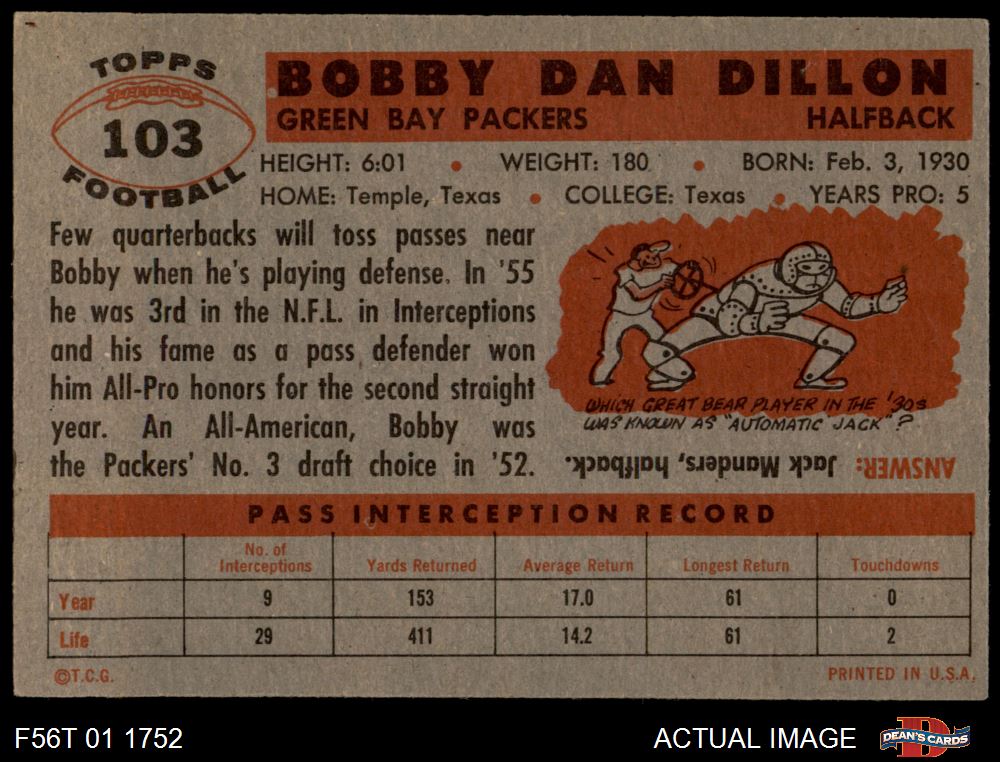 TOPPS
103
FOOTBALL
BOBBY DAN DILLON
GREEN BAY PACKERS HALFBACK
HEIGHT: 6:01 • WEIGHT: 180 • BORN: Feb. 3, 1930
HOME: Temple, Texas • COLLEGE: Texas • YEARS PRO: 5
Few quarterbacks will toss passes near
Bobby when he's playing defense. In '55
he was 3rd in the N.F.L. in Interceptions
and his fame as a pass defender won
him All-Pro honors for the second straight
year. An All-American, Bobby was
the Packers' No. 3 draft choice in '52.
WHICH GREAT BEAR PLAYER IN THE '30s
WAS KNOWN AS "AUTOMATIC JACK"?
ANSWER: Jack Manders, halfback.
PASS INTERCEPTION RECORD
No. of
Interceptions Yards Returned Average Return Longest Return Touchdowns
Year 9 153 17.0 61 0
Life 29 411 14.2 61 2
©T.C.G. PRINTED IN U.S.A.
F56T 01 1752 ACTUAL IMAGE D DEAN'S CARDS